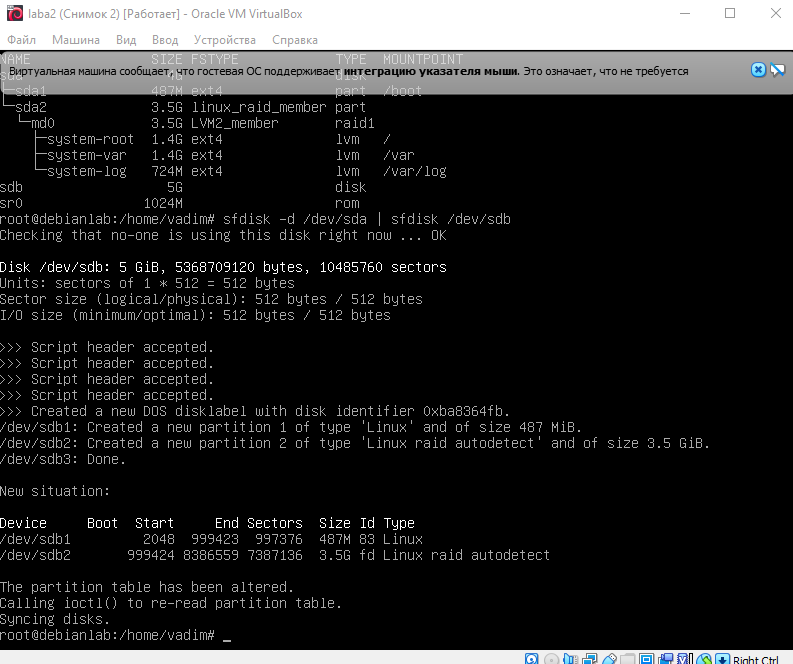 laba2 (Снимок 2) [Работает] - Oracle VM VirtualBox
Файл Машина Вид Ввод Устройства Справка
NAME SIZE FSTYPE TYPE MOUNTPOINT
Виртуальная машина сообщает, что гостевая ОС поддерживает интеграцию указателя мыши. Это означает, что не требуется
sda disk
└─sda1 487M ext4 part /boot
└─sda2 3.5G linux_raid_member part
└─md0 3.5G LVM2_member raid1
├─system-root 1.4G ext4 lvm /
├─system-var 1.4G ext4 lvm /var
└─system-log 724M ext4 lvm /var/log
sdb 5G disk
sr0 1024M rom
root@debianlab:/home/vadim# sfdisk -d /dev/sda | sfdisk /dev/sdb
Checking that no-one is using this disk right now ... OK
Disk /dev/sdb: 5 GiB, 5368709120 bytes, 10485760 sectors
Units: sectors of 1 * 512 = 512 bytes
Sector size (logical/physical): 512 bytes / 512 bytes
I/O size (minimum/optimal): 512 bytes / 512 bytes
>>> Script header accepted.
>>> Script header accepted.
>>> Script header accepted.
>>> Script header accepted.
>>> Created a new DOS disklabel with disk identifier 0xba8364fb.
/dev/sdb1: Created a new partition 1 of type 'Linux' and of size 487 MiB.
/dev/sdb2: Created a new partition 2 of type 'Linux raid autodetect' and of size 3.5 GiB.
/dev/sdb3: Done.
New situation:
Device Boot Start End Sectors Size Id Type
/dev/sdb1 2048 999423 997376 487M 83 Linux
/dev/sdb2 999424 8386559 7387136 3.5G fd Linux raid autodetect
The partition table has been altered.
Calling ioctl() to re-read partition table.
Syncing disks.
root@debianlab:/home/vadim# _
Right Ctrl